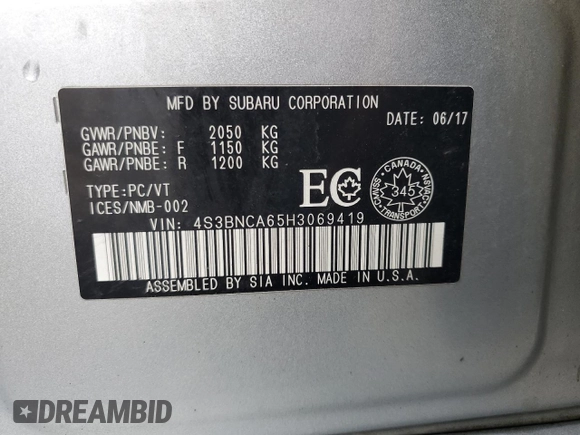 MFD BY SUBARU CORPORATION
DATE: 06/17
GVWR/PNBV: 2050 KG
GAWR/PNBE: F 1150 KG
GAWR/PNBE: R 1200 KG
TYPE:PC/VT
ICES/NMB-002
EC
CANADA
CMVSS NSVAC
345
TRANSPORT
VIN: 4S3BNCA65H3069419
ASSEMBLED BY SIA INC. MADE IN U.S.A.
DREAMBID